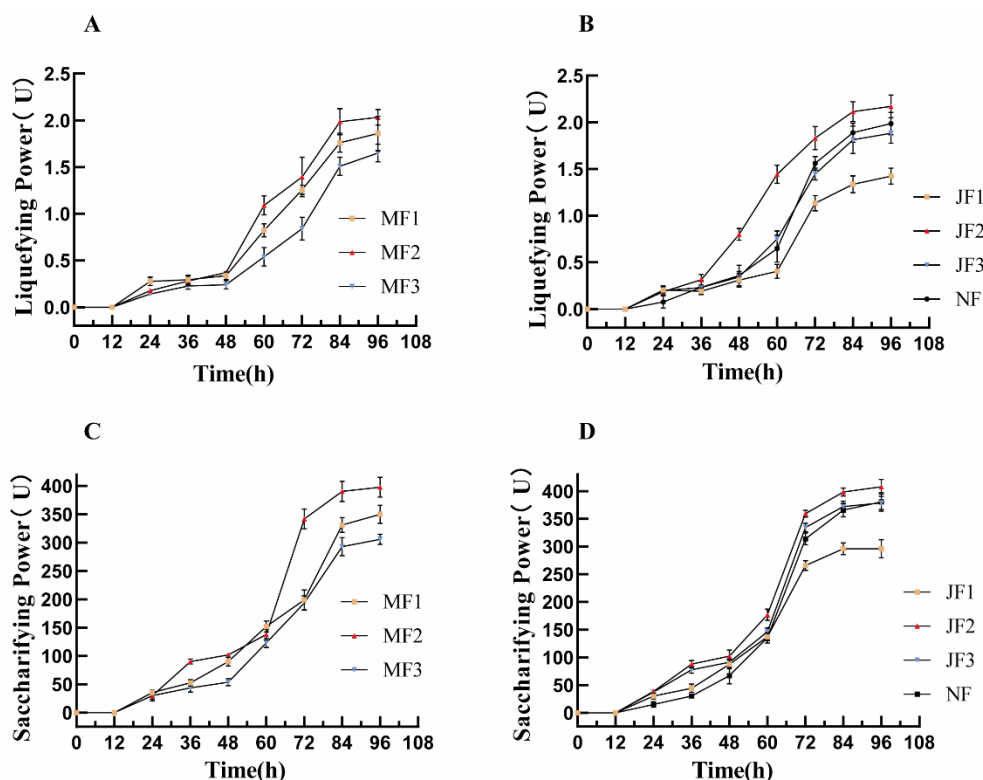 A
Liquefying Power( U)
2.5
2.0
1.5
1.0
0.5
0.0
0 12 24 36 48 60 72 84 96 108
Time(h)
MF1
MF2
MF3
B
Liquefying Power( U)
2.5
2.0
1.5
1.0
0.5
0.0
0 12 24 36 48 60 72 84 96 108
Time(h)
JF1
JF2
JF3
NF
C
Saccharifying Power( U)
400
350
300
250
200
150
100
50
0
0 12 24 36 48 60 72 84 96 108
Time(h)
MF1
MF2
MF3
D
Saccharifying Power( U)
400
350
300
250
200
150
100
50
0
0 12 24 36 48 60 72 84 96 108
Time(h)
JF1
JF2
JF3
NF